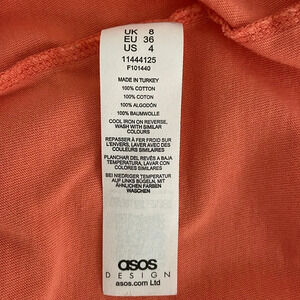 UK 8
EU 36
US 4
11444125
F101440
MADE IN TURKEY
100% COTTON
100% COTON
100% ALGODÓN
100% BAUMWOLLE
COOL IRON ON REVERSE,
WASH WITH SIMILAR
COLOURS
REPASSER À FER FROID SUR
L'ENVERS, LAVER AVEC DES
COULEURS SIMILAIRES
PLANCHAR DEL REVÉS A BAJA
TEMPERATURA, LAVAR CON
COLORES SIMILARES
BEI NIEDRIGER TEMPERATUR
AUF LINKS BÜGELN, MIT
ÄHNLICHEN FARBEN
WASCHEN
asos
DESIGN
asos.com Ltd